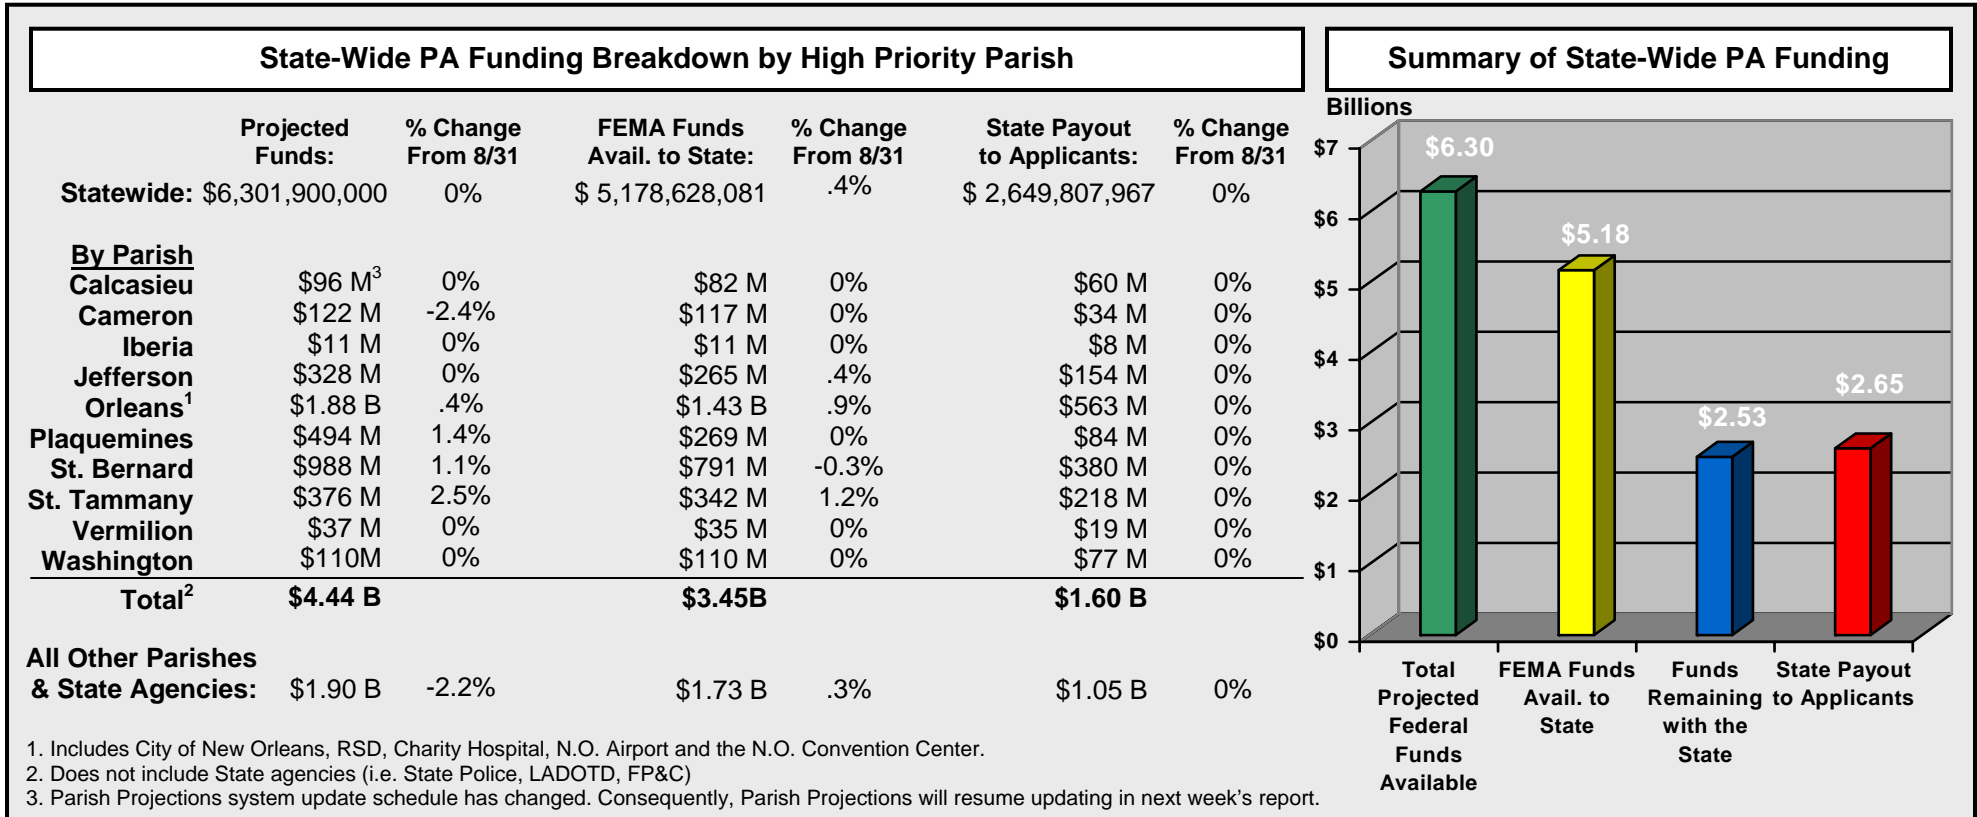 State-Wide PA Funding Breakdown by High Priority Parish
Projected % Change FEMA Funds % Change State Payout % Change
Funds: From 8/31 Avail. to State: From 8/31 to Applicants: From 8/31
Statewide: $6,301,900,000 0% $ 5,178,628,081 .4% $ 2,649,807,967 0%
By Parish
Calcasieu $96 M3 0% $82 M 0% $60 M 0%
Cameron $122 M -2.4% $117 M 0% $34 M 0%
Iberia $11 M 0% $11 M 0% $8 M 0%
Jefferson $328 M 0% $265 M .4% $154 M 0%
Orleans1 $1.88 B .4% $1.43 B .9% $563 M 0%
Plaquemines $494 M 1.4% $269 M 0% $84 M 0%
St. Bernard $988 M 1.1% $791 M -0.3% $380 M 0%
St. Tammany $376 M 2.5% $342 M 1.2% $218 M 0%
Vermilion $37 M 0% $35 M 0% $19 M 0%
Washington $110M 0% $110 M 0% $77 M 0%
Total2 $4.44 B $3.45B $1.60 B
All Other Parishes
& State Agencies: $1.90 B -2.2% $1.73 B .3% $1.05 B 0%
1. Includes City of New Orleans, RSD, Charity Hospital, N.O. Airport and the N.O. Convention Center.
2. Does not include State agencies (i.e. State Police, LADOTD, FP&C)
3. Parish Projections system update schedule has changed. Consequently, Parish Projections will resume updating in next week's report.
Summary of State-Wide PA Funding
Billions
$7
$6
$5
$4
$3
$2
$1
$0
$6.30
$5.18
$2.53
$2.65
Total
Projected
Federal
Funds
Available
FEMA Funds
Avail. to
State
Funds
Remaining
with the
State
State Payout
to Applicants